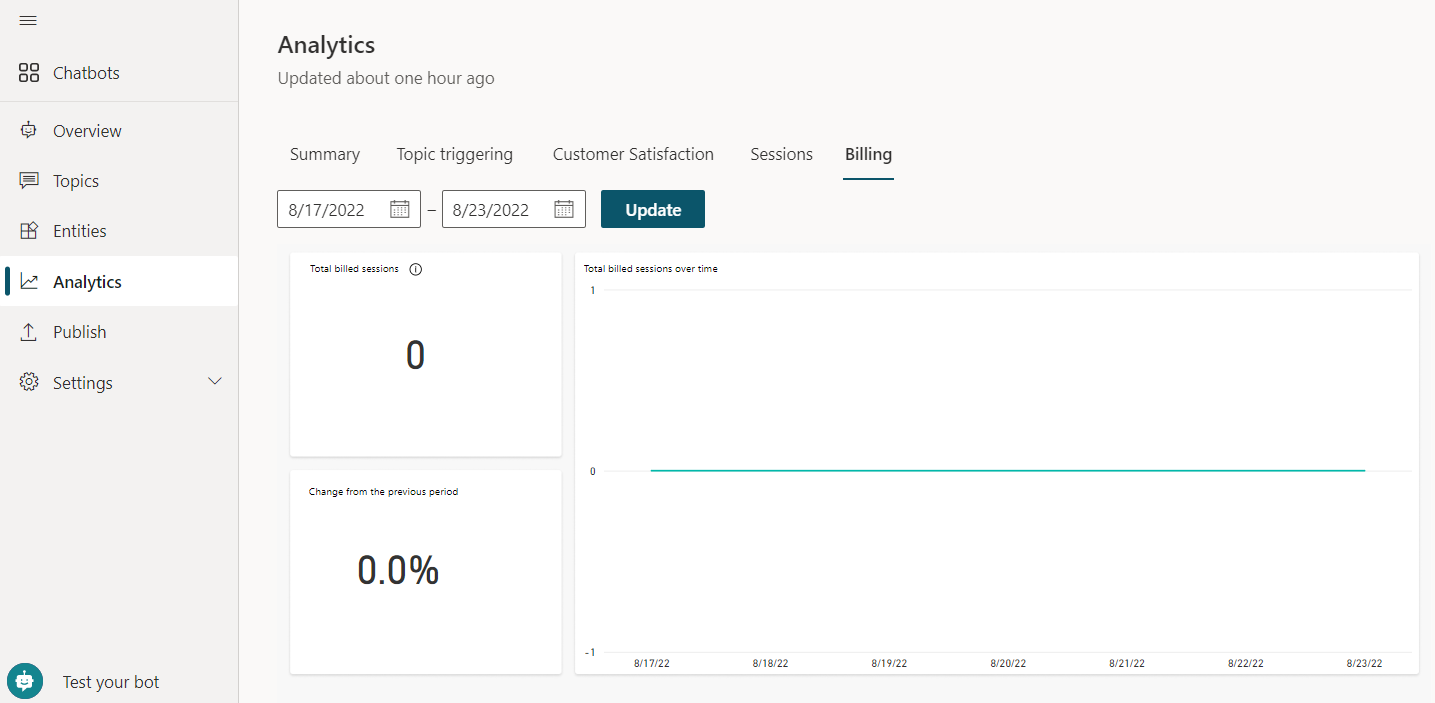 Chatbots
Overview
Topics
Entities
Analytics
Publish
Settings
Test your bot
Analytics
Updated about one hour ago
Summary Topic triggering Customer Satisfaction Sessions Billing
8/17/2022 – 8/23/2022 Update
Total billed sessions
0
Change from the previous period
0.0%
Total billed sessions over time
1
0
-1
8/17/22 8/18/22 8/19/22 8/20/22 8/21/22 8/22/22 8/23/22